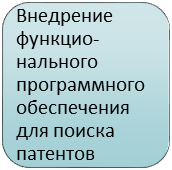 Внедрение
функцио-
нального
программного
обеспечения
для поиска
патентов